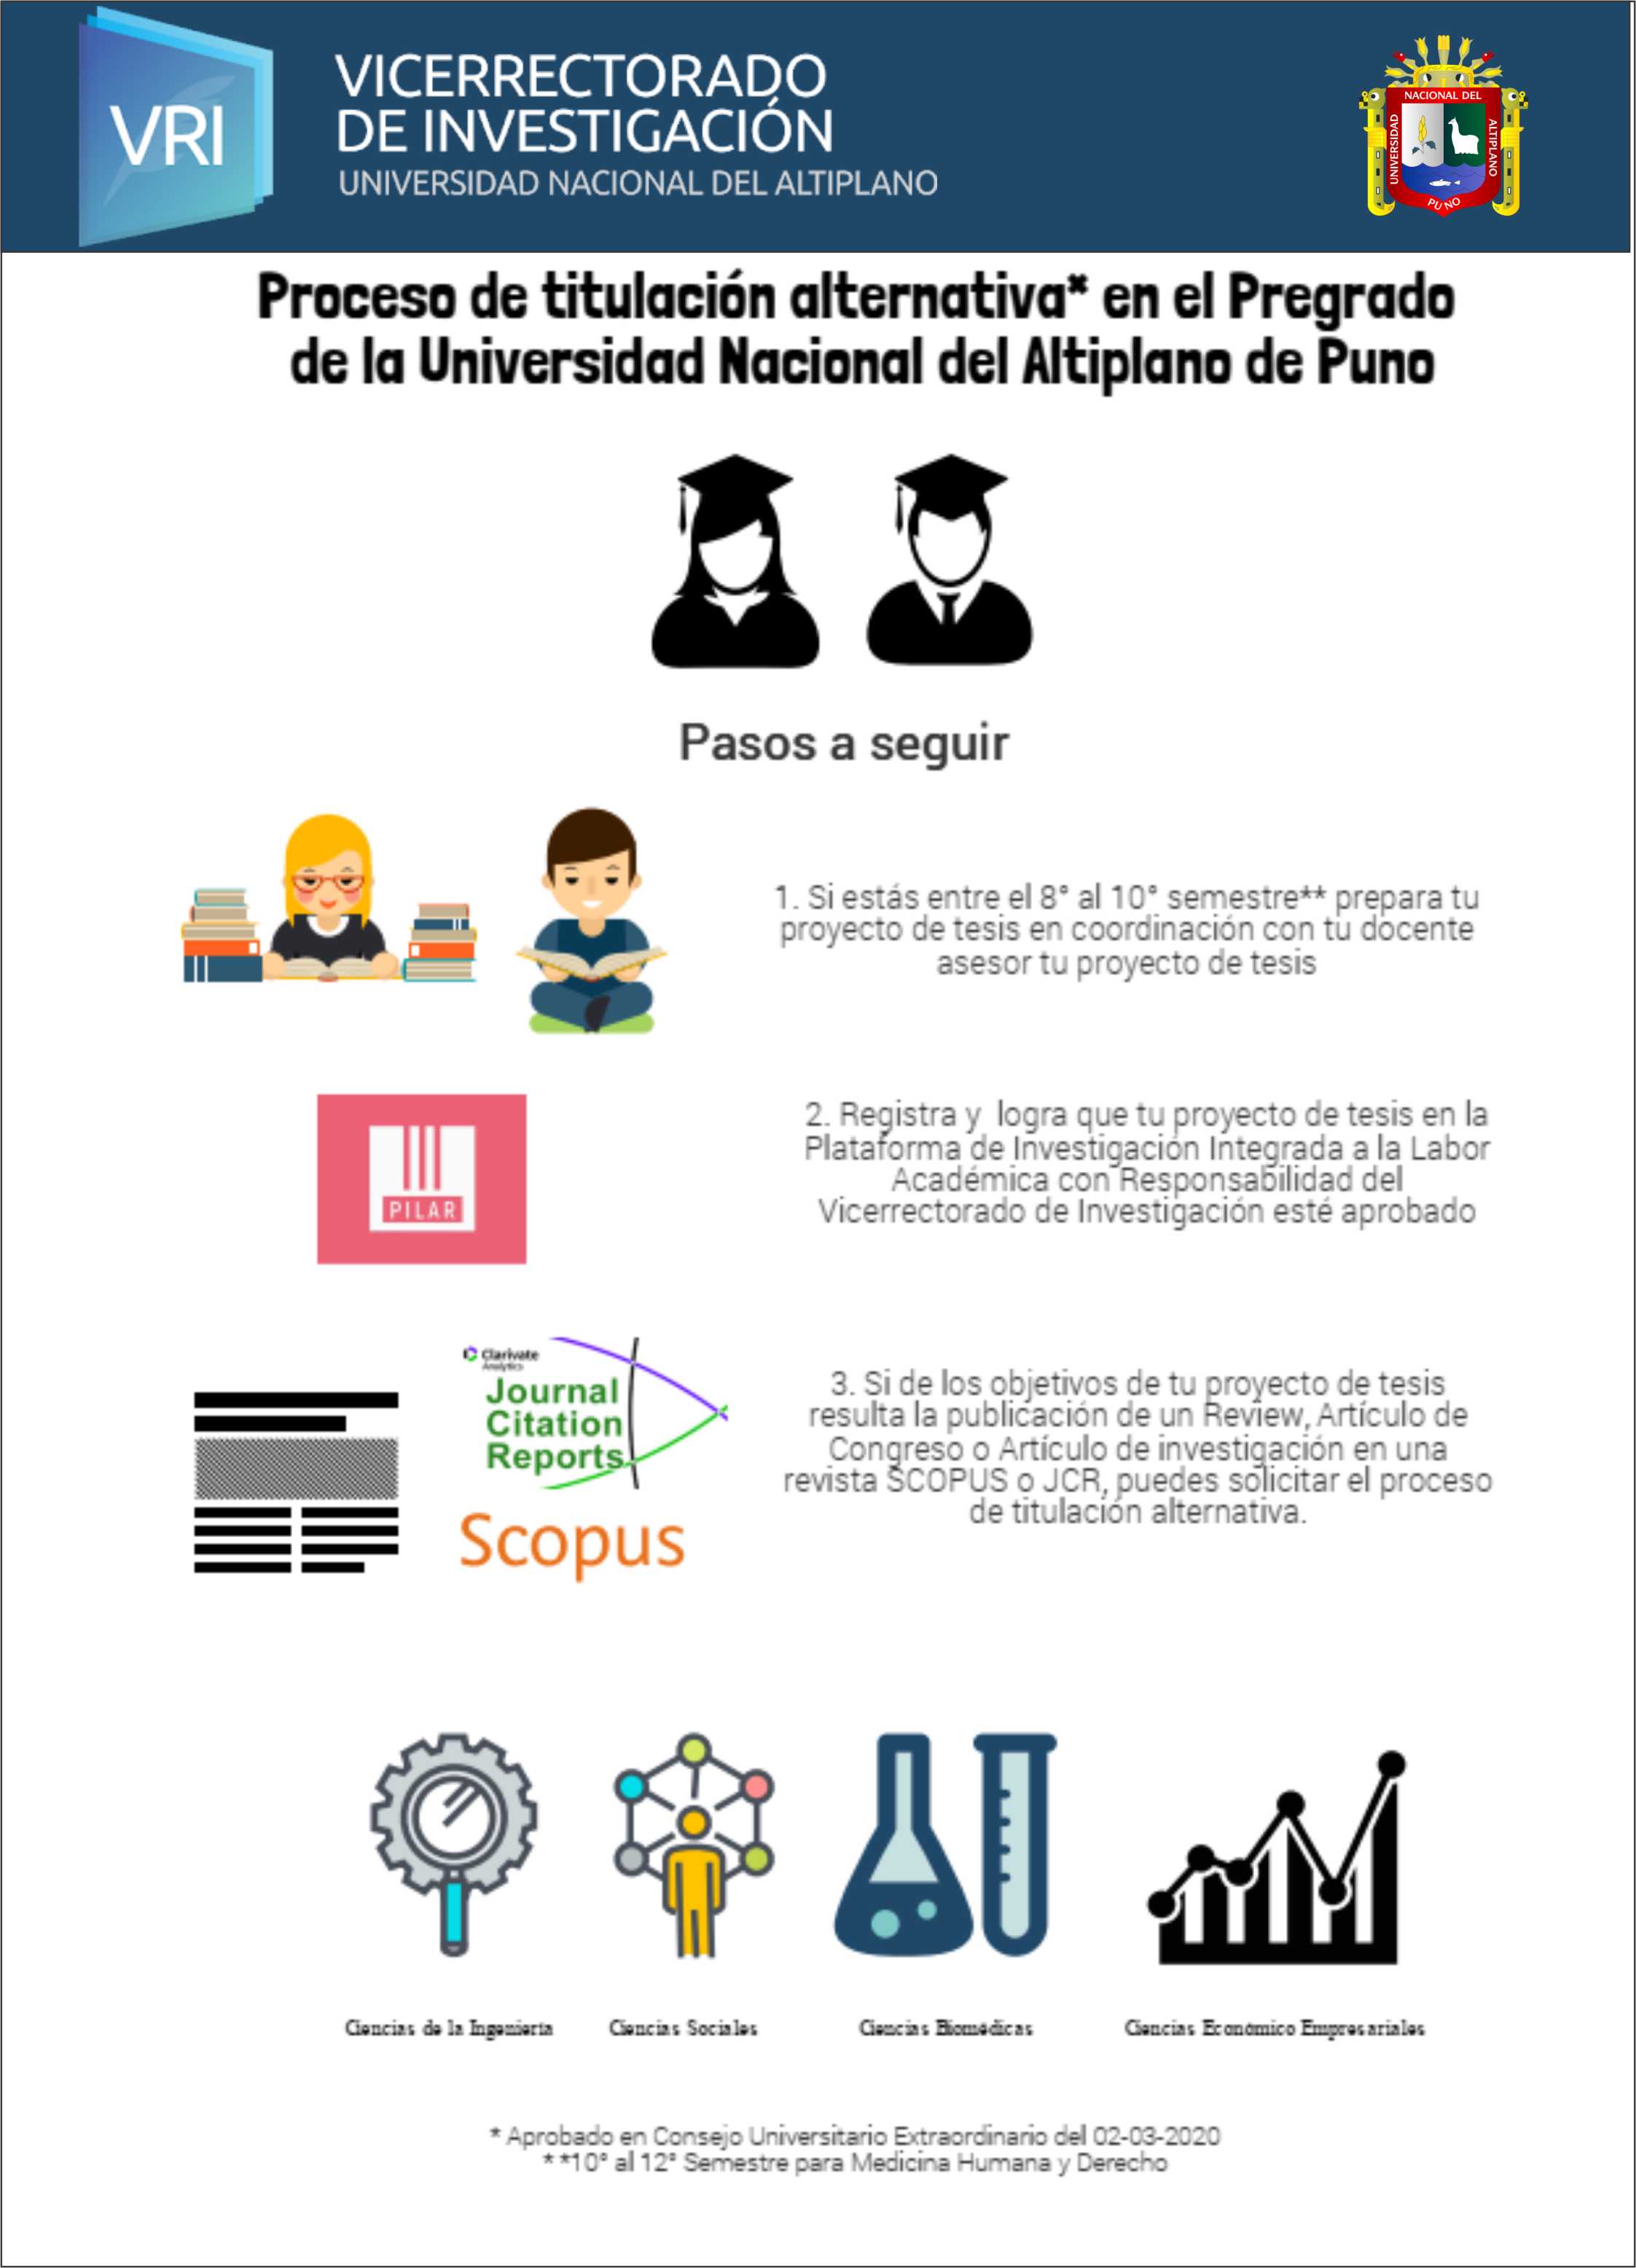 VRI
VICERRECTORADO
DE INVESTIGACIÓN
UNIVERSIDAD NACIONAL DEL ALTIPLANO
NACIONAL DEL
UNIVERSIDAD
ALTIPLANO
PUNO
Proceso de titulación alternativa* en el Pregrado
de la Universidad Nacional del Altiplano de Puno
Pasos a seguir
1. Si estás entre el 8° al 10° semestre** prepara tu
proyecto de tesis en coordinación con tu docente
asesor tu proyecto de tesis
PILAR
2. Registra y logra que tu proyecto de tesis en la
Plataforma de Investigación Integrada a la Labor
Académica con Responsabilidad del
Vicerrectorado de Investigación esté aprobado
Clarivate
Analytics
Journal
Citation
Reports
Scopus
3. Si de los objetivos de tu proyecto de tesis
resulta la publicación de un Review, Artículo de
Congreso o Artículo de investigación en una
revista SCOPUS o JCR, puedes solicitar el proceso
de titulación alternativa.
Ciencias de la Ingeniería
Ciencias Sociales
Ciencias Biomédicas
Ciencias Económico Empresariales
* Aprobado en Consejo Universitario Extraordinario del 02-03-2020
**10° al 12° Semestre para Medicina Humana y Derecho